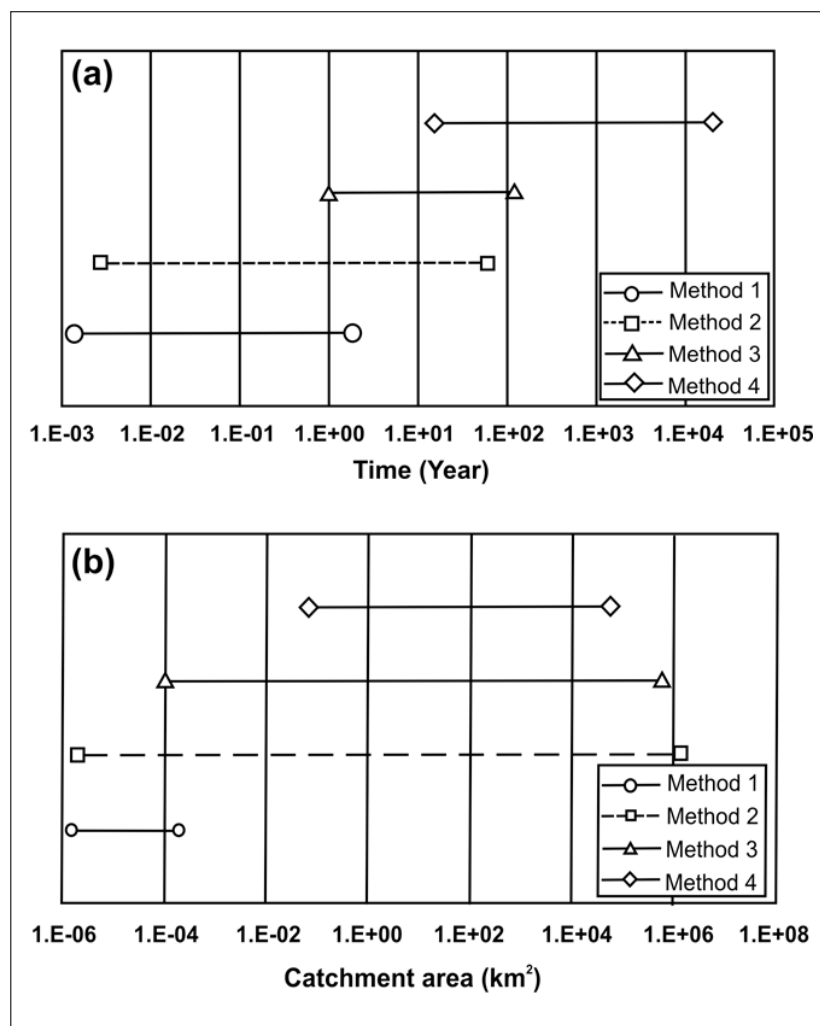 (a)
Method 1
Method 2
Method 3
Method 4
1.E-03 1.E-02 1.E-01 1.E+00 1.E+01 1.E+02 1.E+03 1.E+04 1.E+05
Time (Year)
(b)
Method 1
Method 2
Method 3
Method 4
1.E-06 1.E-04 1.E-02 1.E+00 1.E+02 1.E+04 1.E+06 1.E+08
Catchment area (km²)